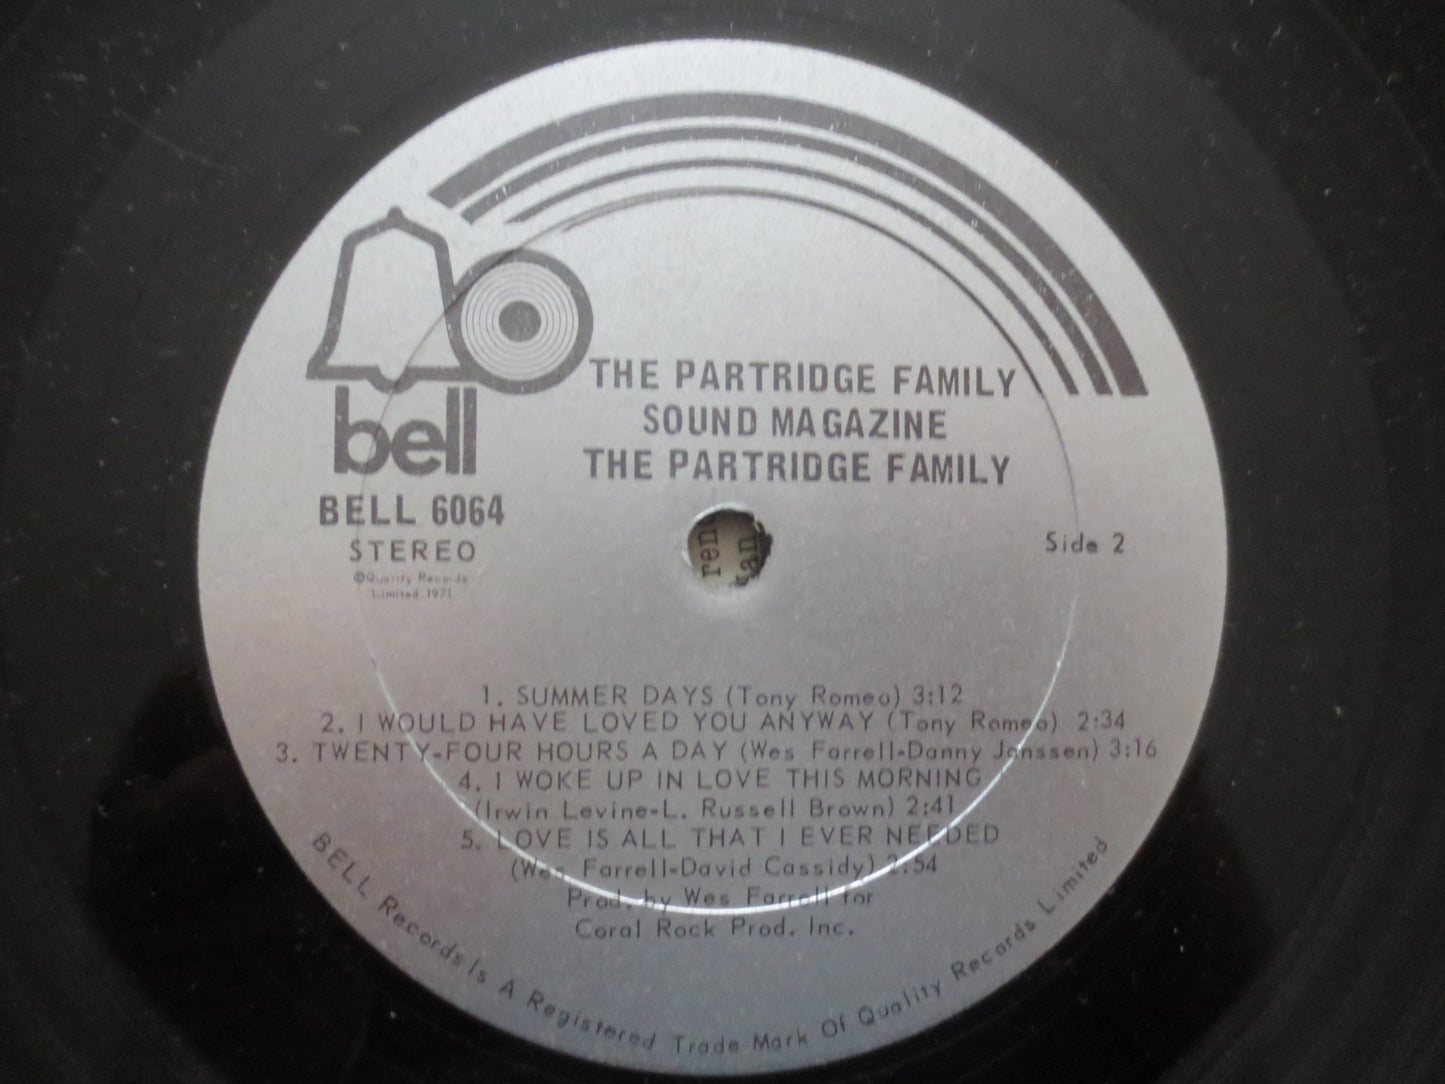 bell
BELL 6064
STEREO
©Quality Records
Limited 1971
THE PARTRIDGE FAMILY
SOUND MAGAZINE
THE PARTRIDGE FAMILY
Side 2
ren
kan
1. SUMMER DAYS (Tony Romeo) 3:12
2. I WOULD HAVE LOVED YOU ANYWAY (Tony Romeo) 2:34
3. TWENTY-FOUR HOURS A DAY (Wes Farrell-Danny Janssen) 3:16
4. I WOKE UP IN LOVE THIS MORNING
(Irwin Levine-L. Russell Brown) 2:41
5. LOVE IS ALL THAT I EVER NEEDED
(Wes Farrell-David Cassidy) 2:54
Prod. by Wes Farrell for
Coral Rock Prod. Inc.
BELL Records Is A Registered Trade Mark Of Quality Records Limited